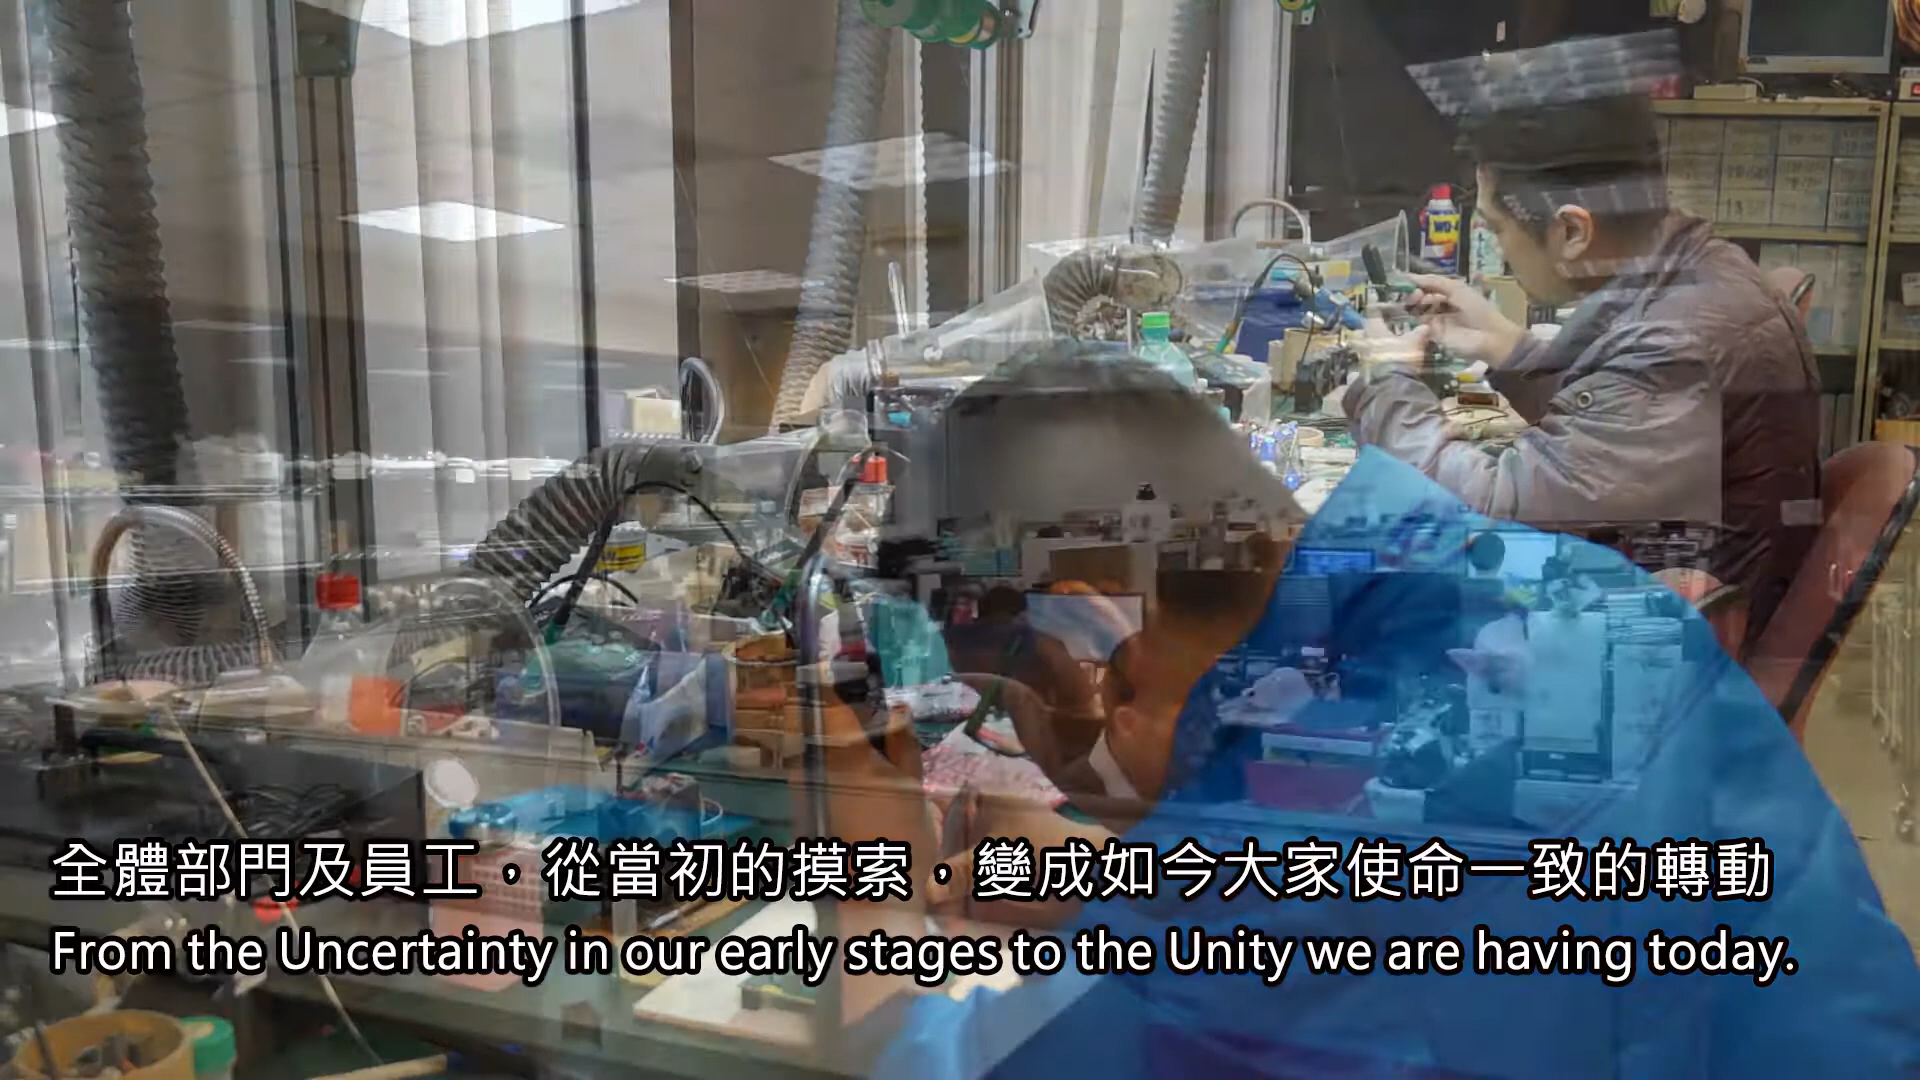 WD-4
全體部門及員工，從當初的摸索，變成如今大家使命一致的轉動
From the Uncertainty in our early stages to the Unity we are having today.